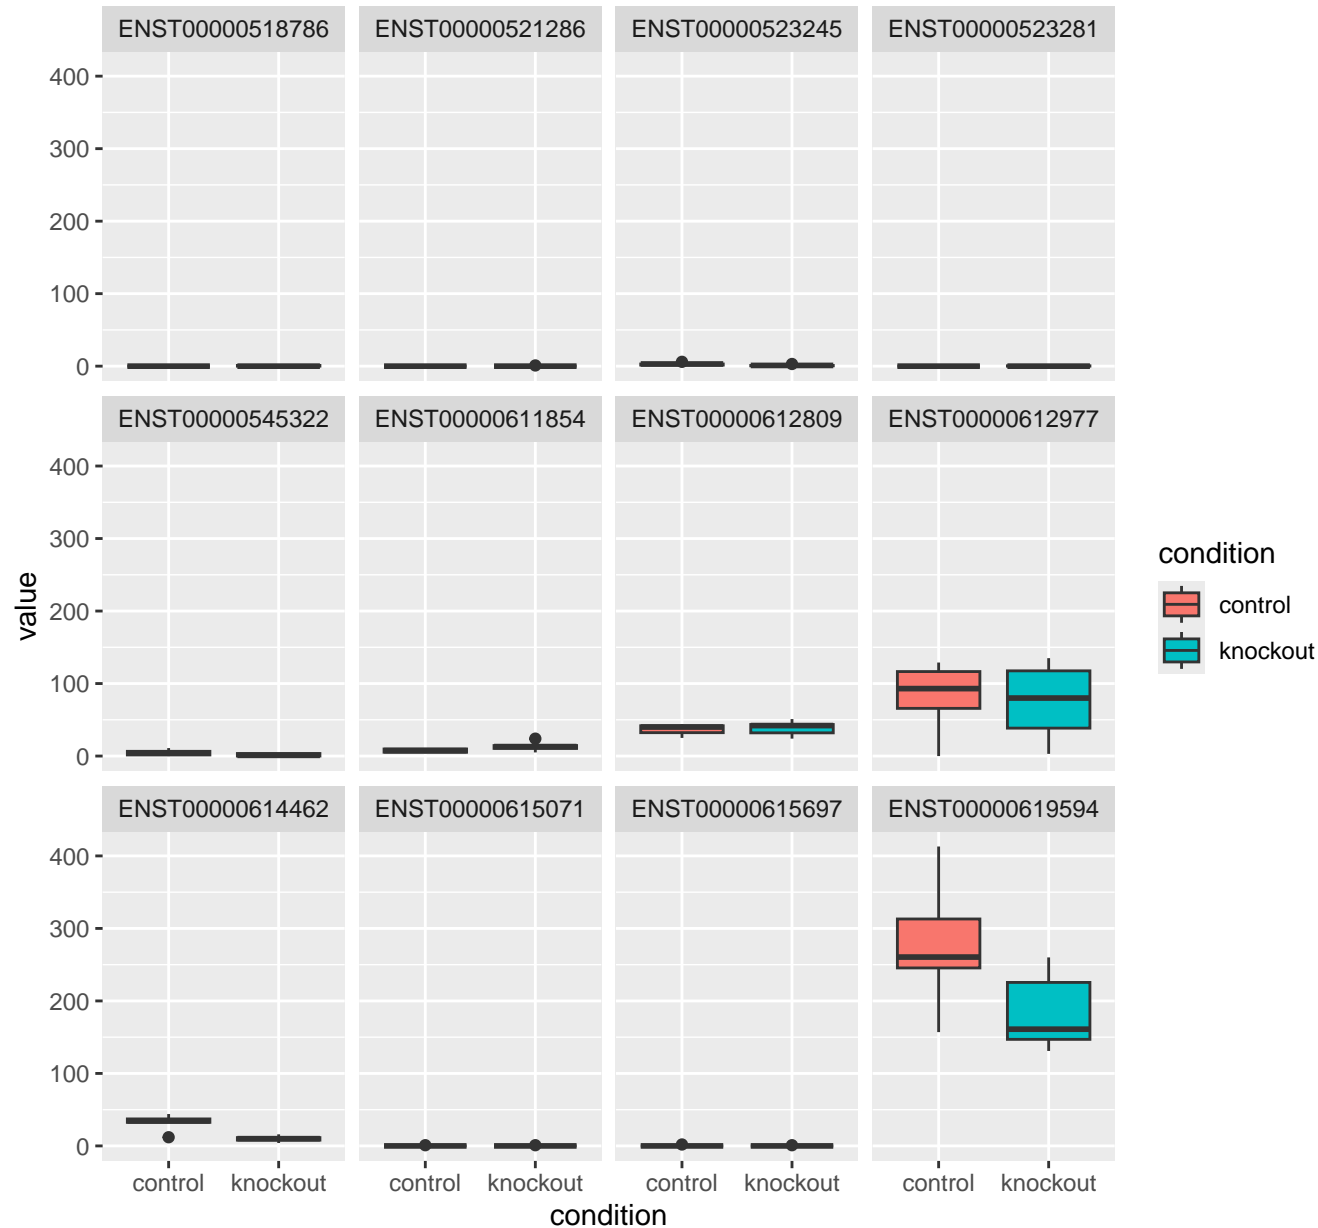 ENST00000518786 ENST00000521286 ENST00000523245 ENST00000523281
400
300
200
100
0
ENST00000545322 ENST00000611854 ENST00000612809 ENST00000612977
400
300
200
100
0
value
condition
control
knockout
ENST00000614462 ENST00000615071 ENST00000615697 ENST00000619594
400
300
200
100
0
control knockout control knockout control knockout control knockout
condition